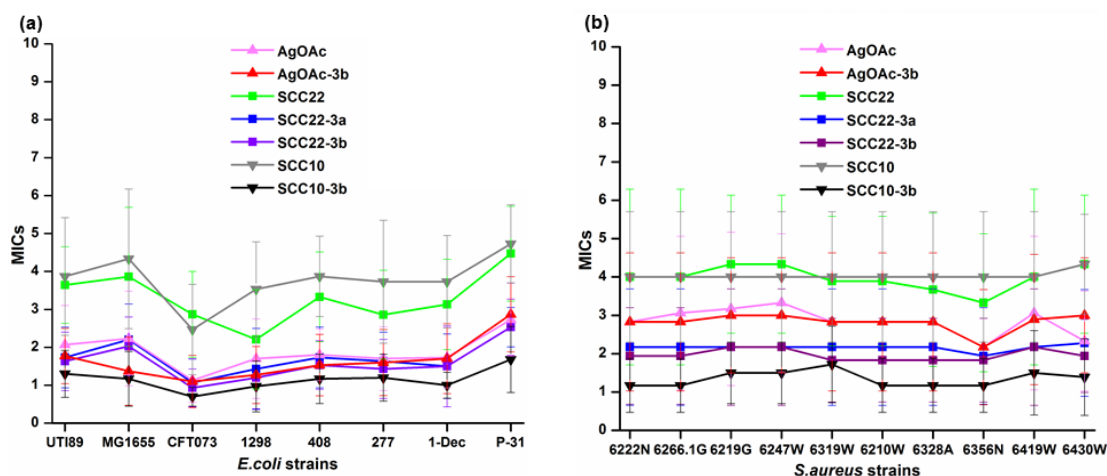 (a)
10
9
8
7
6
5
4
3
2
1
0
MICs
AgOAc
AgOAc-3b
SCC22
SCC22-3a
SCC22-3b
SCC10
SCC10-3b
UTI89 MG1655 CFT073 1298 408 277 1-Dec P-31
E.coli strains
(b)
10
9
8
7
6
5
4
3
2
1
0
MICs
AgOAc
AgOAc-3b
SCC22
SCC22-3a
SCC22-3b
SCC10
SCC10-3b
6222N 6266.1G 6219G 6247W 6319W 6210W 6328A 6356N 6419W 6430W
S.aureus strains